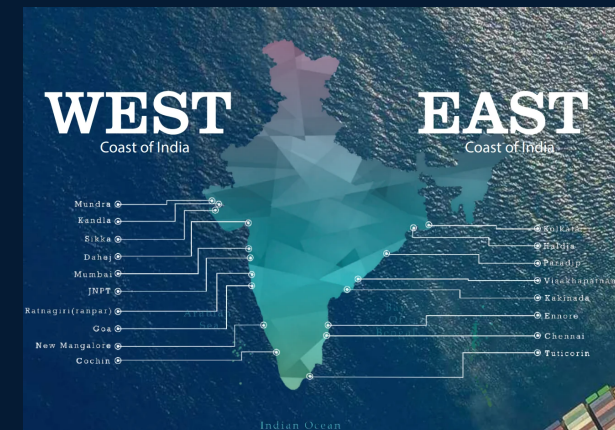 WEST
Coast of India
EAST
Coast of India
Mundra
Kandla
Sikka
Dahej
Mumbai
JNPT
Ratnagiri(ranpar)
Goa
New Mangalore
Cochin
Kolkata
Haldia
Paradip
Visakhapatnam
Kakinada
Ennore
Chennai
Tuticorin
Indian Ocean